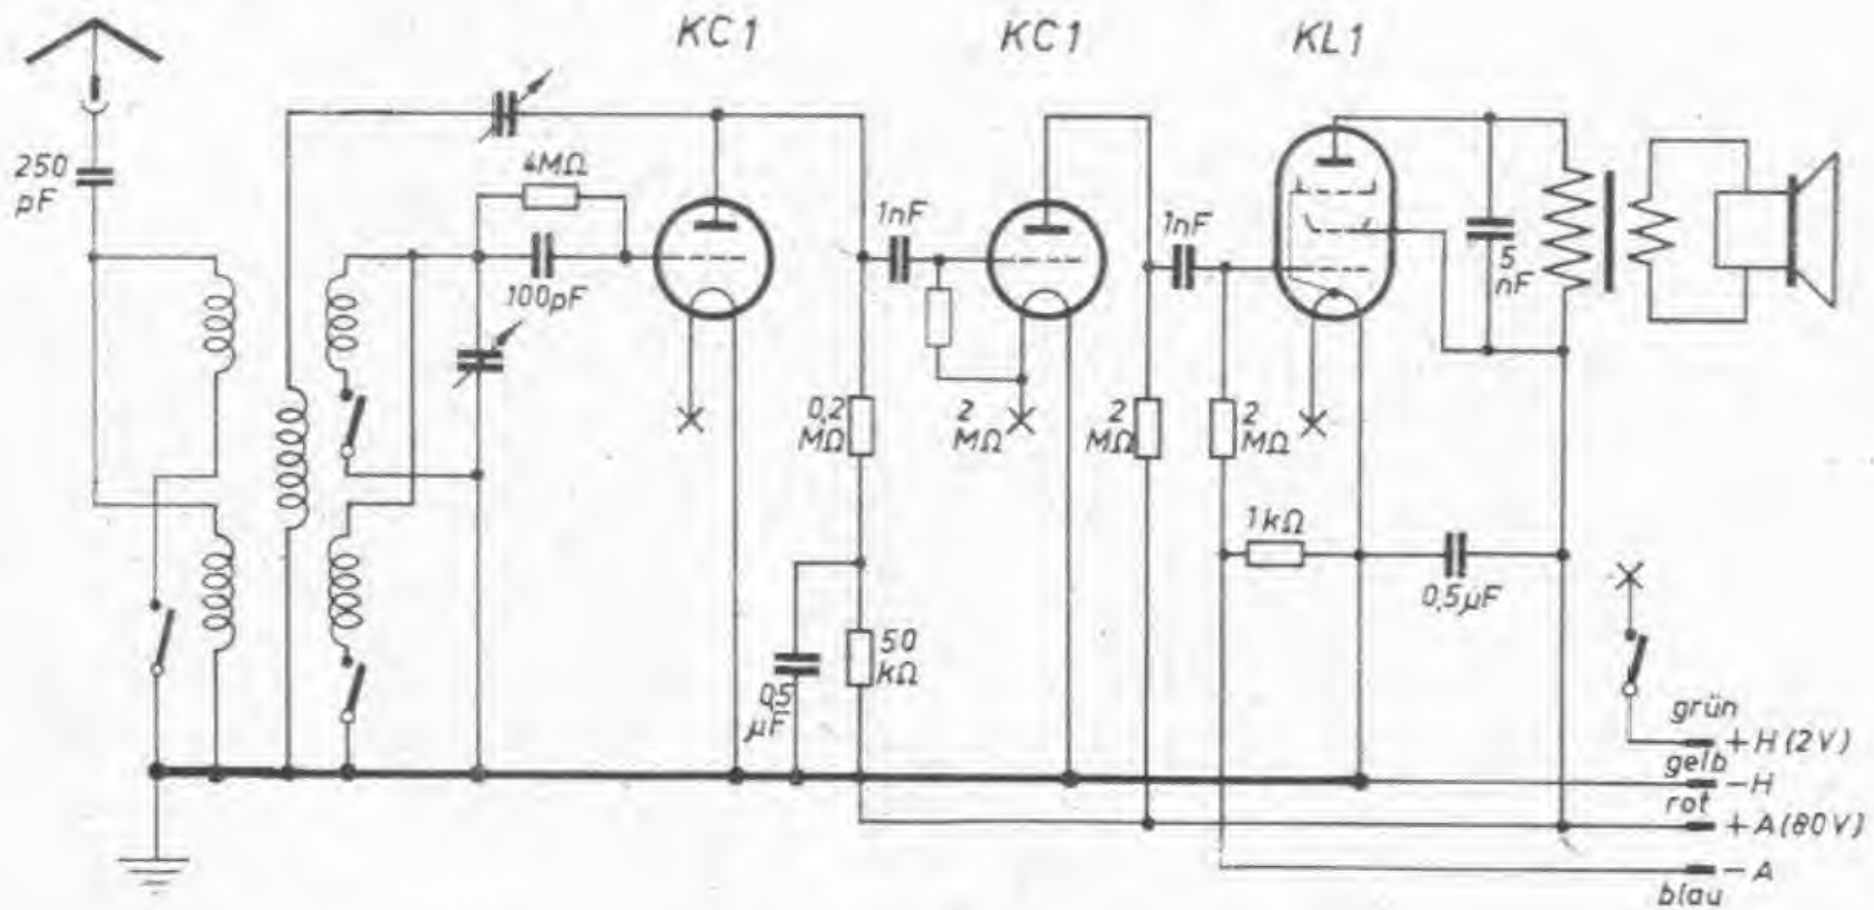 KC1
KC1
KL1
250
pF
4MΩ
100pF
1nF
1nF
5
nF
0,2
MΩ
2
MΩ
2
MΩ
2
MΩ
1kΩ
0,5µF
50
kΩ
0,5
µF
grün
+H (2V)
gelb
-H
rot
+A (80V)
-A
blau